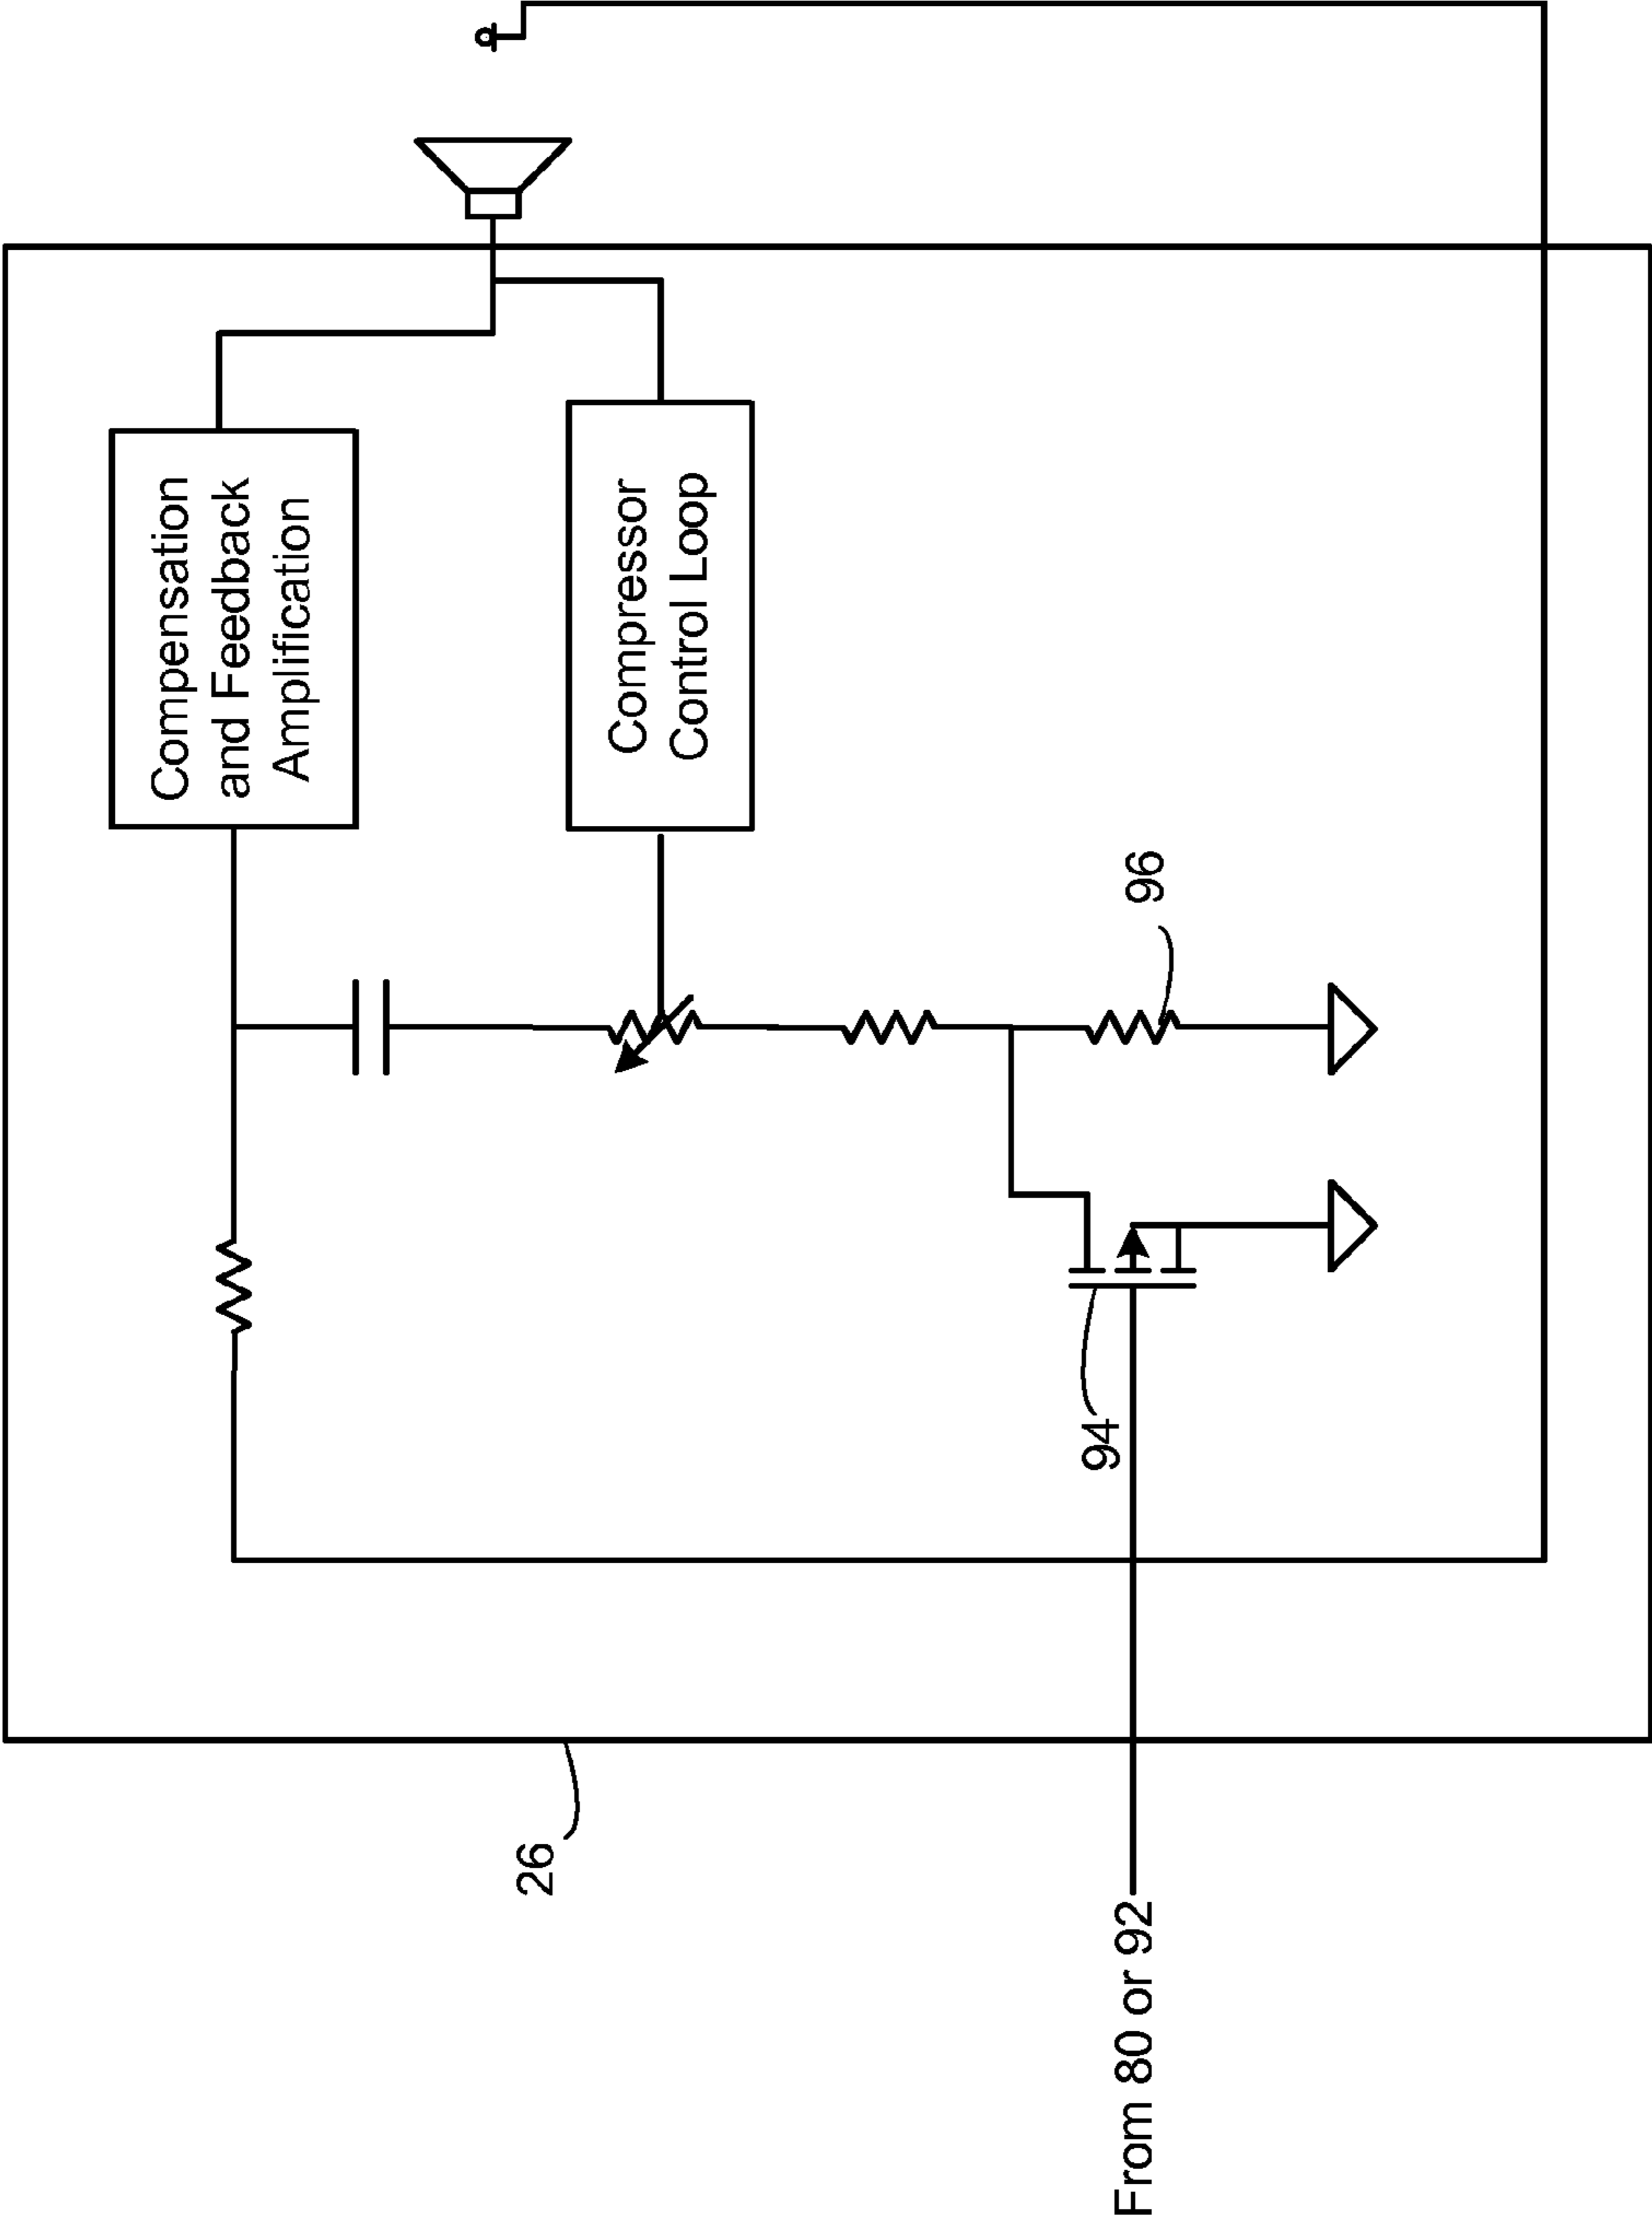 Compensation
and Feedback
Amplification
Compressor
Control Loop
96
94
26
From 80 or 92